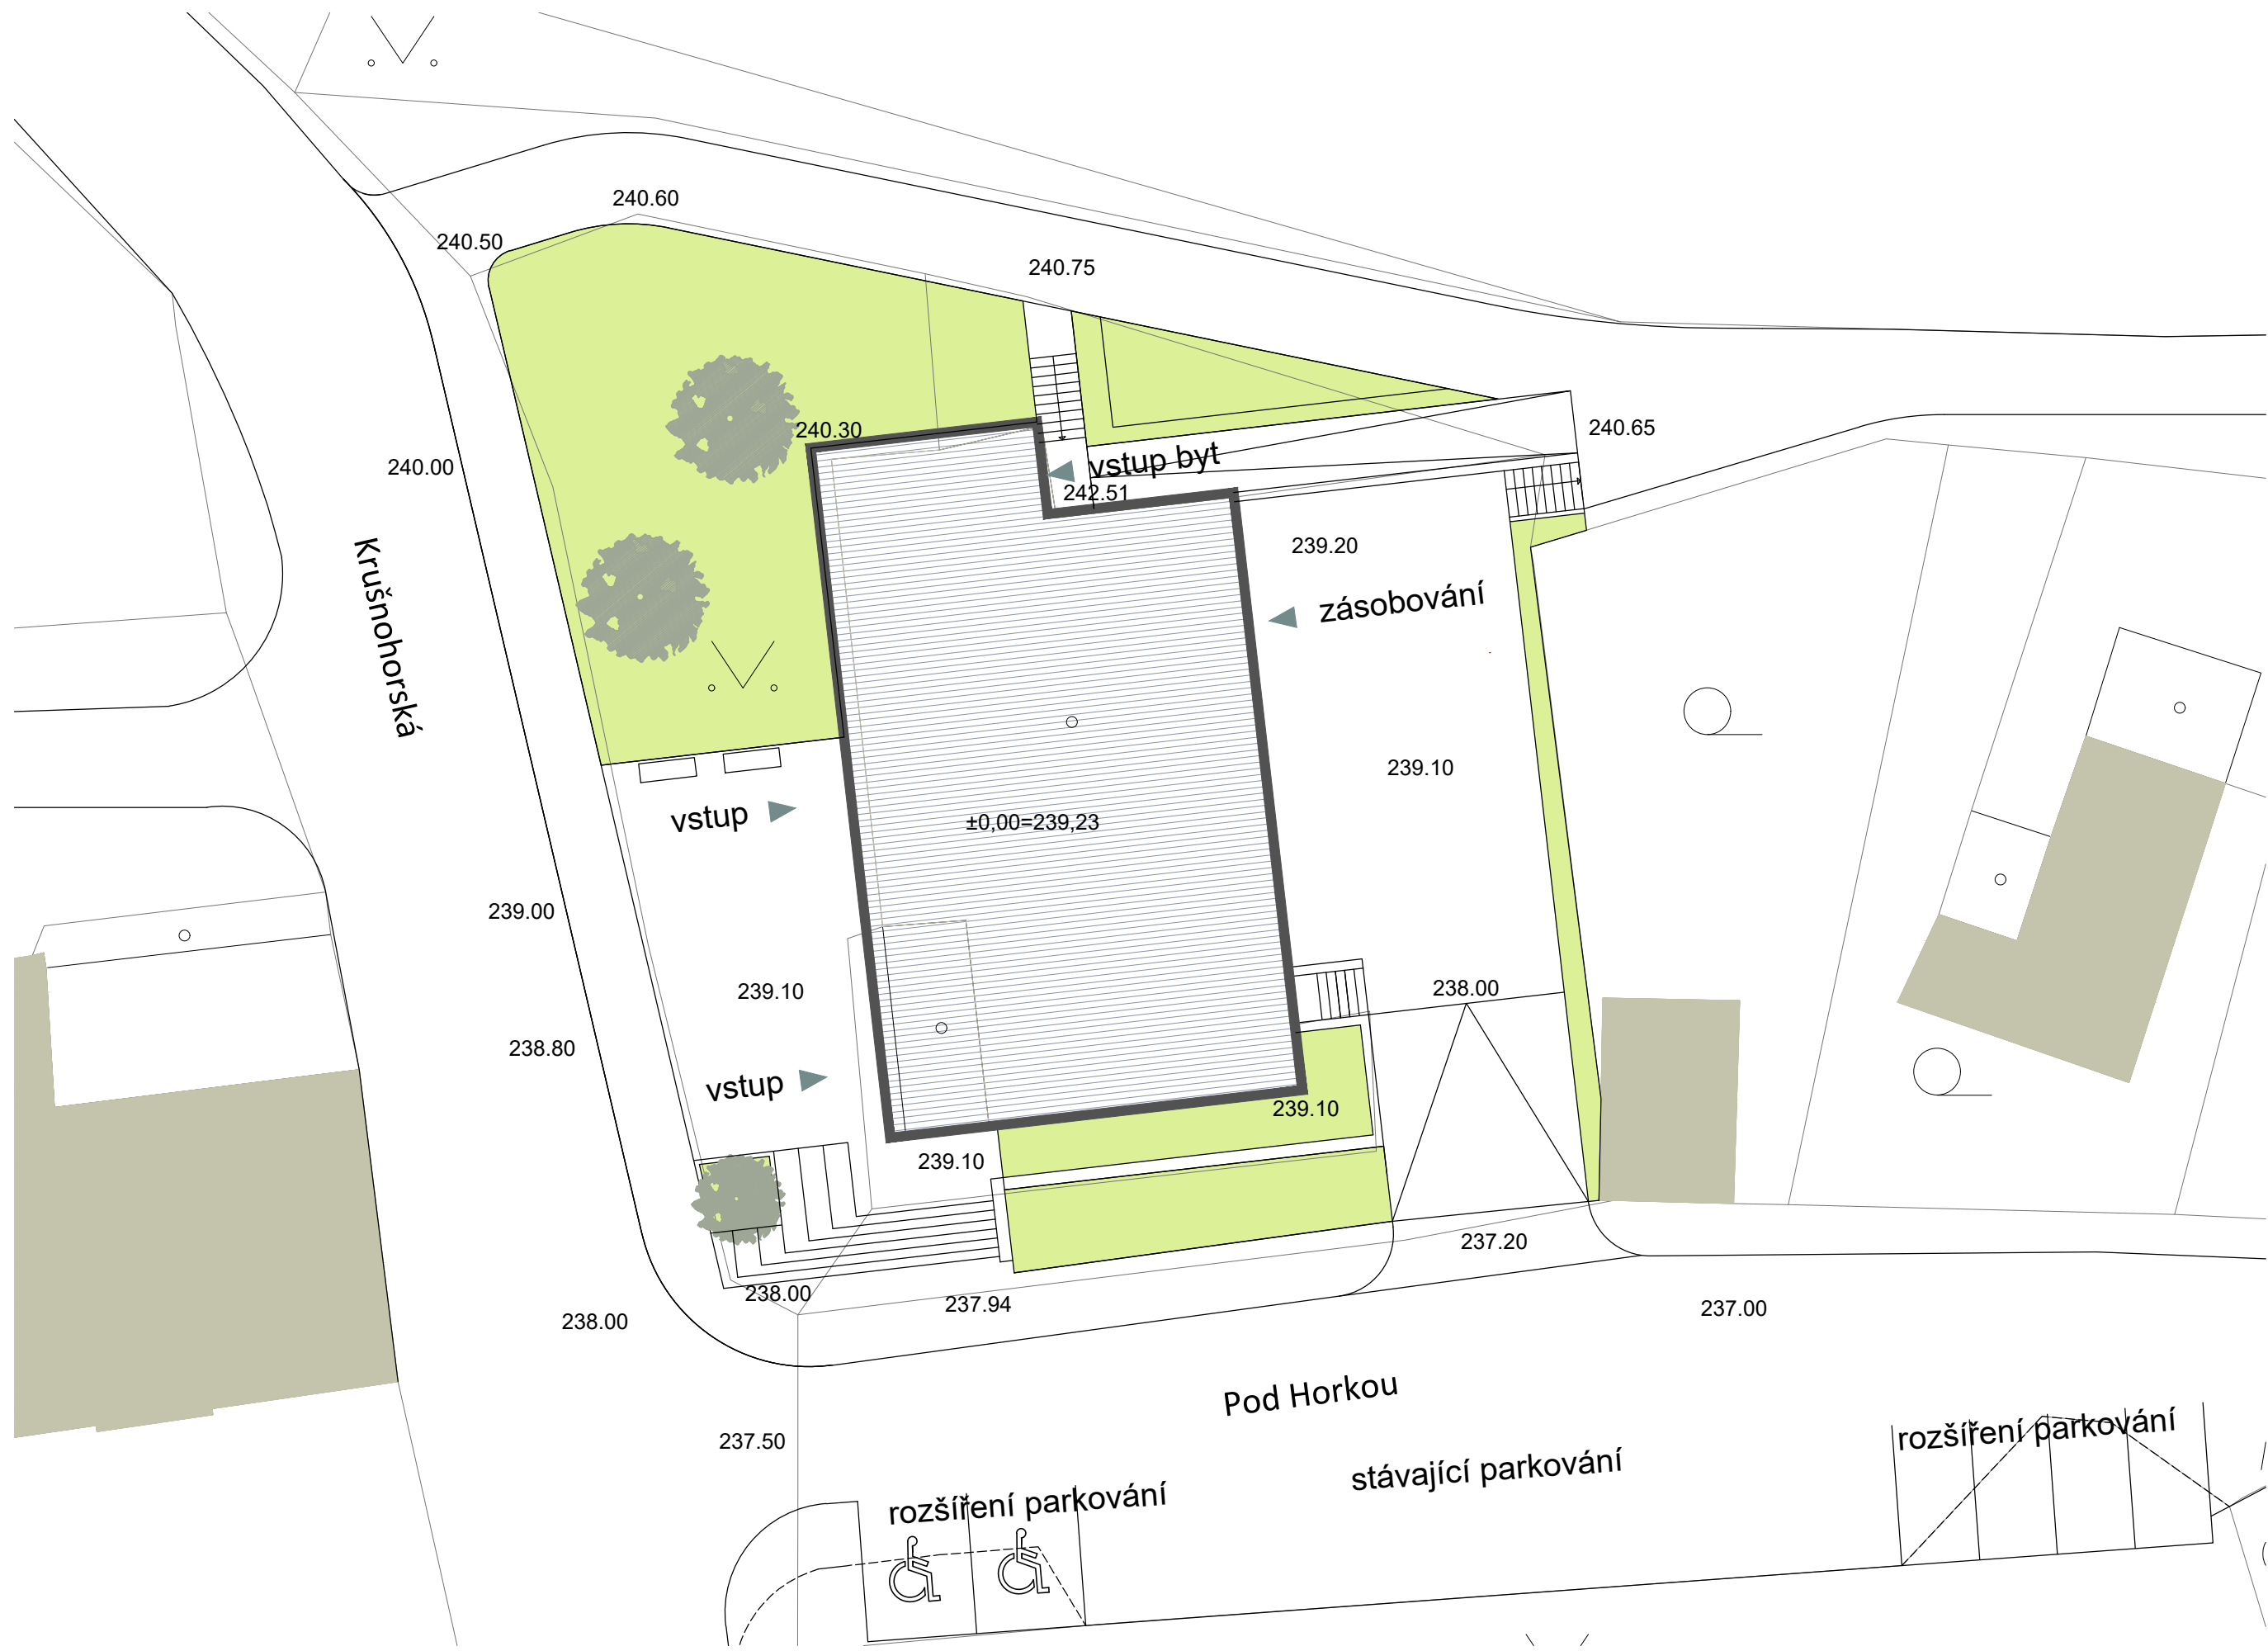 240.60
240.50
240.75
240.30
240.65
240.00
vstup byt
242.51
239.20
Krušnohorská
zásobování
239.10
vstup
±0,00=239,23
239.00
239.10
238.00
238.80
vstup
239.10
239.10
237.20
238.00
237.94
237.00
238.00
Pod Horkou
237.50
rozšíření parkování
stávající parkování
rozšíření parkování